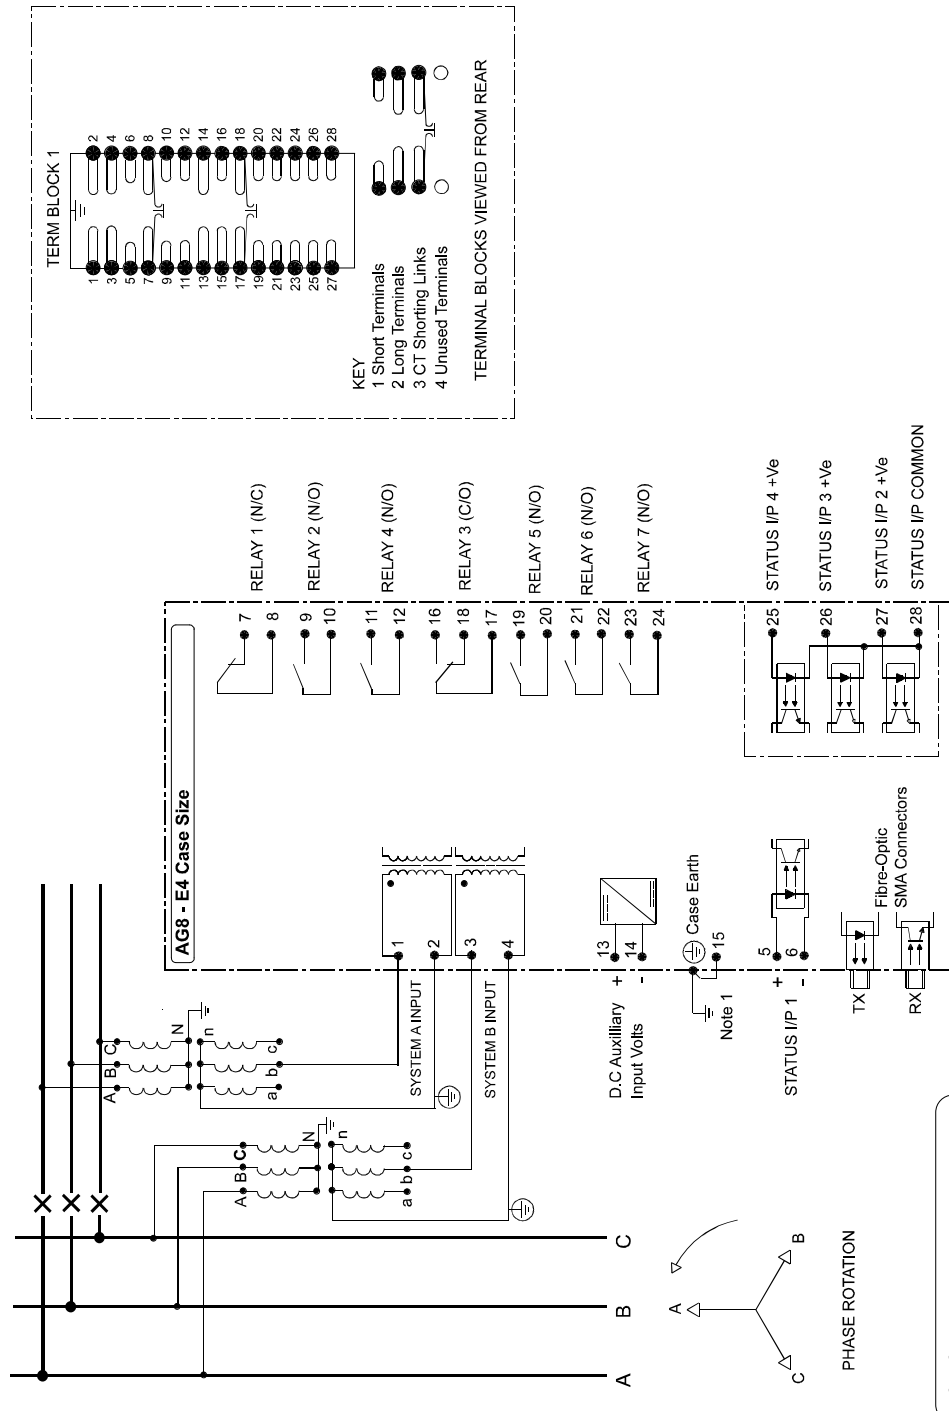 TERM BLOCK 1
2
4
6
8
10
12
14
16
18
20
22
24
26
28
1
3
5
7
9
11
13
15
17
19
21
23
25
27
KEY
1 Short Terminals
2 Long Terminals
3 CT Shorting Links
4 Unused Terminals
TERMINAL BLOCKS VIEWED FROM REAR
RELAY 1 (N/C)
RELAY 2 (N/O)
RELAY 4 (N/O)
RELAY 3 (C/O)
RELAY 5 (N/O)
RELAY 6 (N/O)
RELAY 7 (N/O)
STATUS I/P 4 +Ve
STATUS I/P 3 +Ve
STATUS I/P 2 +Ve
STATUS I/P COMMON
7
8
9
10
11
12
16
18
17
19
20
21
22
23
24
25
26
27
28
AG8 - E4 Case Size
1
2
3
4
13
14
Case Earth
15
5
6
Fibre-Optic
SMA Connectors
SYSTEM A INPUT
SYSTEM B INPUT
D.C Auxilliary
Input Volts
+
-
Note 1
STATUS I/P 1
+
-
TX
RX
A
B
C
N
n
a
b
c
A
B
C
N
n
a
b
c
C
B
A
A
B
C
PHASE ROTATION